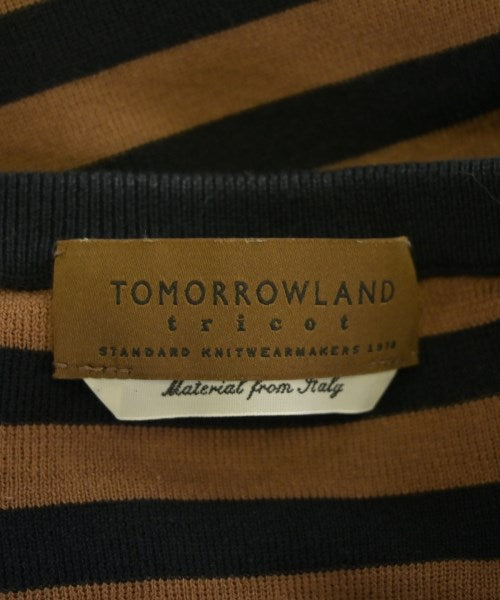 TOMORROWLAND
tricot
STANDARD KNITWEARMAKERS 1978
Material from Italy